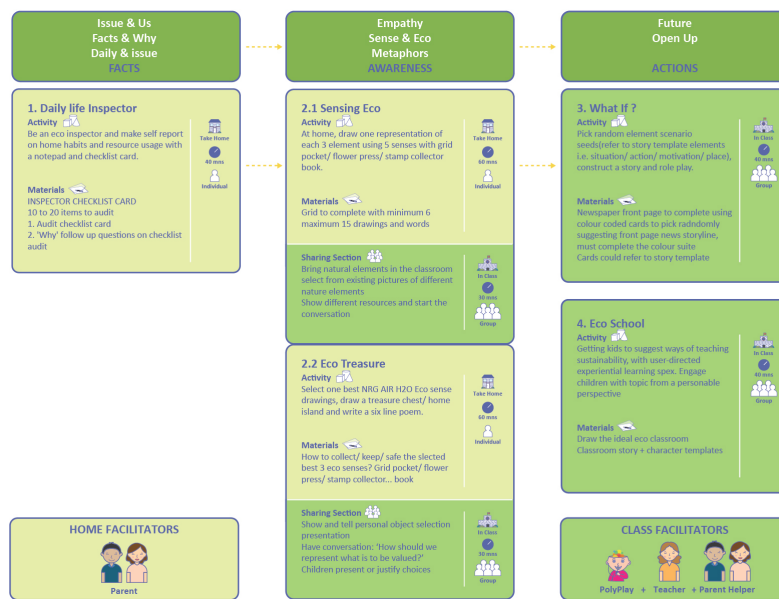 Issue & Us
Facts & Why
Daily & issue
FACTS
Empathy
Sense & Eco
Metaphors
AWARENESS
Future
Open Up
ACTIONS
1. Daily life Inspector
Activity
Be an eco inspector and make self report
on home habits and resource usage with
a notepad and checklist card.
Materials
INSPECTOR CHECKLIST CARD
10 to 20 items to audit
1. Audit checklist card
2. 'Why' follow up questions on checklist
audit
Take Home
40 mns
Individual
2.1 Sensing Eco
Activity
At home, draw one representation of
each 3 element using 5 senses with grid
pocket/ flower press/ stamp collector
book.
Materials
Grid to complete with minimum 6
maximum 15 drawings and words
Take Home
60 mns
Individual
Sharing Section
Bring natural elements in the classroom
select from existing pictures of different
nature elements
Show different resources and start the
conversation
In Class
30 mns
Group
2.2 Eco Treasure
Activity
Select one best NRG AIR H2O Eco sense
drawings, draw a treasure chest/ home
island and write a six line poem.
Materials
How to collect/ keep/ safe the slected
best 3 eco senses? Grid pocket/ flower
press/ stamp collector... book
Take Home
60 mns
Individual
Sharing Section
Show and tell personal object selection
presentation
Have conversation: 'How should we
represent what is to be valued?'
Children present or justify choices
In Class
30 mns
Group
3. What If ?
Activity
Pick random element scenario
seeds(refer to story template elements
i.e. situation/ action/ motivation/ place),
construct a story and role play.
Materials
Newspaper front page to complete using
colour coded cards to pick radndomly
suggesting front page news storyline,
must complete the colour suite
Cards could refer to story template
In Class
40 mns
Group
4. Eco School
Activity
Getting kids to suggest ways of teaching
sustainability, with user-directed
experiential learning spex. Engage
children with topic from a personable
perspective
Materials
Draw the ideal eco classroom
Classroom story + character templates
In Class
40 mns
Group
HOME FACILITATORS
Parent
CLASS FACILITATORS
PolyPlay + Teacher + Parent Helper